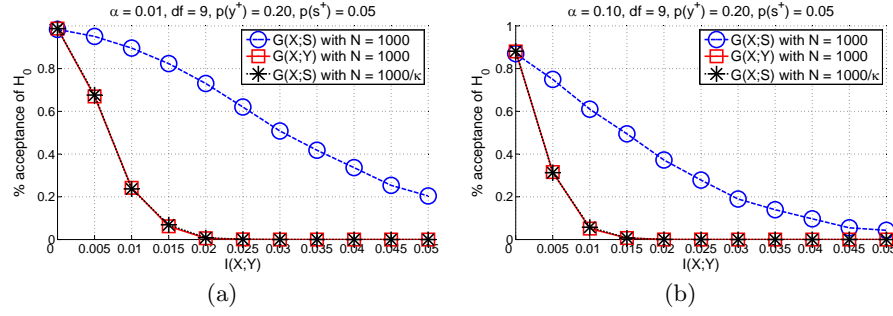 α = 0.01, df = 9, p(y⁺) = 0.20, p(s⁺) = 0.05
G(X;S) with N = 1000
G(X;Y) with N = 1000
G(X;S) with N = 1000/κ
% acceptance of H₀
0.8
0.6
0.4
0.2
0
0 0.005 0.01 0.015 0.02 0.025 0.03 0.035 0.04 0.045 0.05
I(X;Y)
(a)
α = 0.10, df = 9, p(y⁺) = 0.20, p(s⁺) = 0.05
G(X;S) with N = 1000
G(X;Y) with N = 1000
G(X;S) with N = 1000/κ
% acceptance of H₀
1
0.8
0.6
0.4
0.2
0
0 0.005 0.01 0.015 0.02 0.025 0.03 0.035 0.04 0.045
I(X;Y)
(b)